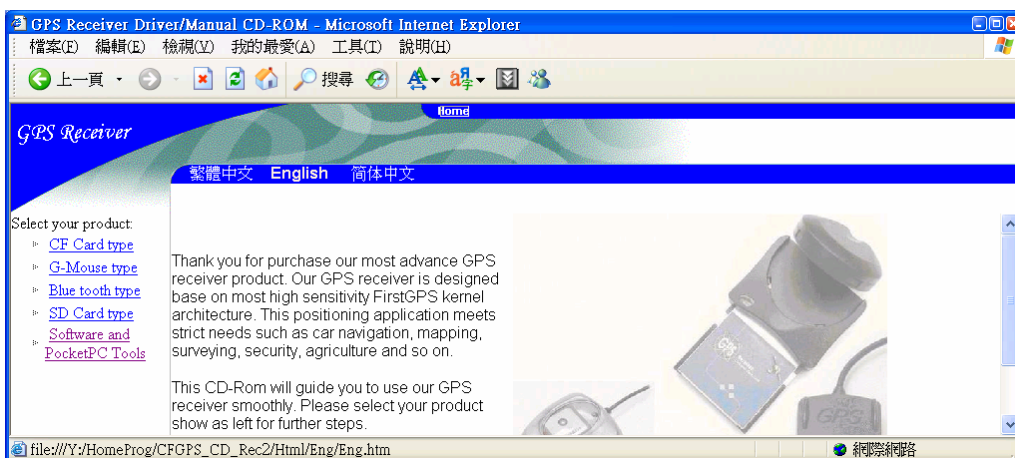 GPS Receiver Driver/Manual CD-ROM - Microsoft Internet Explorer
檔案(F) 編輯(E) 檢視(V) 我的最愛(A) 工具(T) 說明(H)
上一頁 搜尋
Home
GPS Receiver
繁體中文 English 简体中文
Select your product:
CF Card type
G-Mouse type
Blue tooth type
SD Card type
Software and
PocketPC Tools
Thank you for purchase our most advance GPS
receiver product. Our GPS receiver is designed
base on most high sensitivity FirstGPS kernel
architecture. This positioning application meets
strict needs such as car navigation, mapping,
surveying, security, agriculture and so on.
This CD-Rom will guide you to use our GPS
receiver smoothly. Please select your product
show as left for further steps.
GPS
GPS
file:///Y:/HomeProg/CFGPS_CD_Rec2/Html/Eng/Eng.htm
網際網路